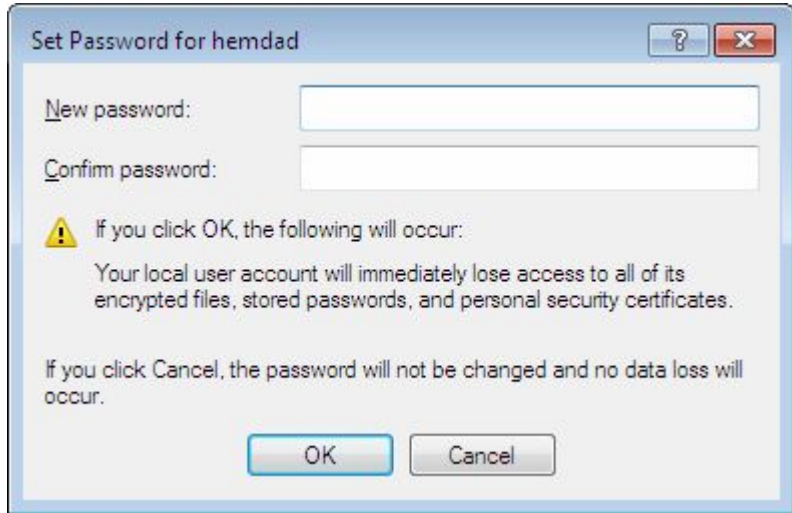 Set Password for hemdad
New password:
Confirm password:
If you click OK, the following will occur:
Your local user account will immediately lose access to all of its
encrypted files, stored passwords, and personal security certificates.
If you click Cancel, the password will not be changed and no data loss will
occur.
OK Cancel